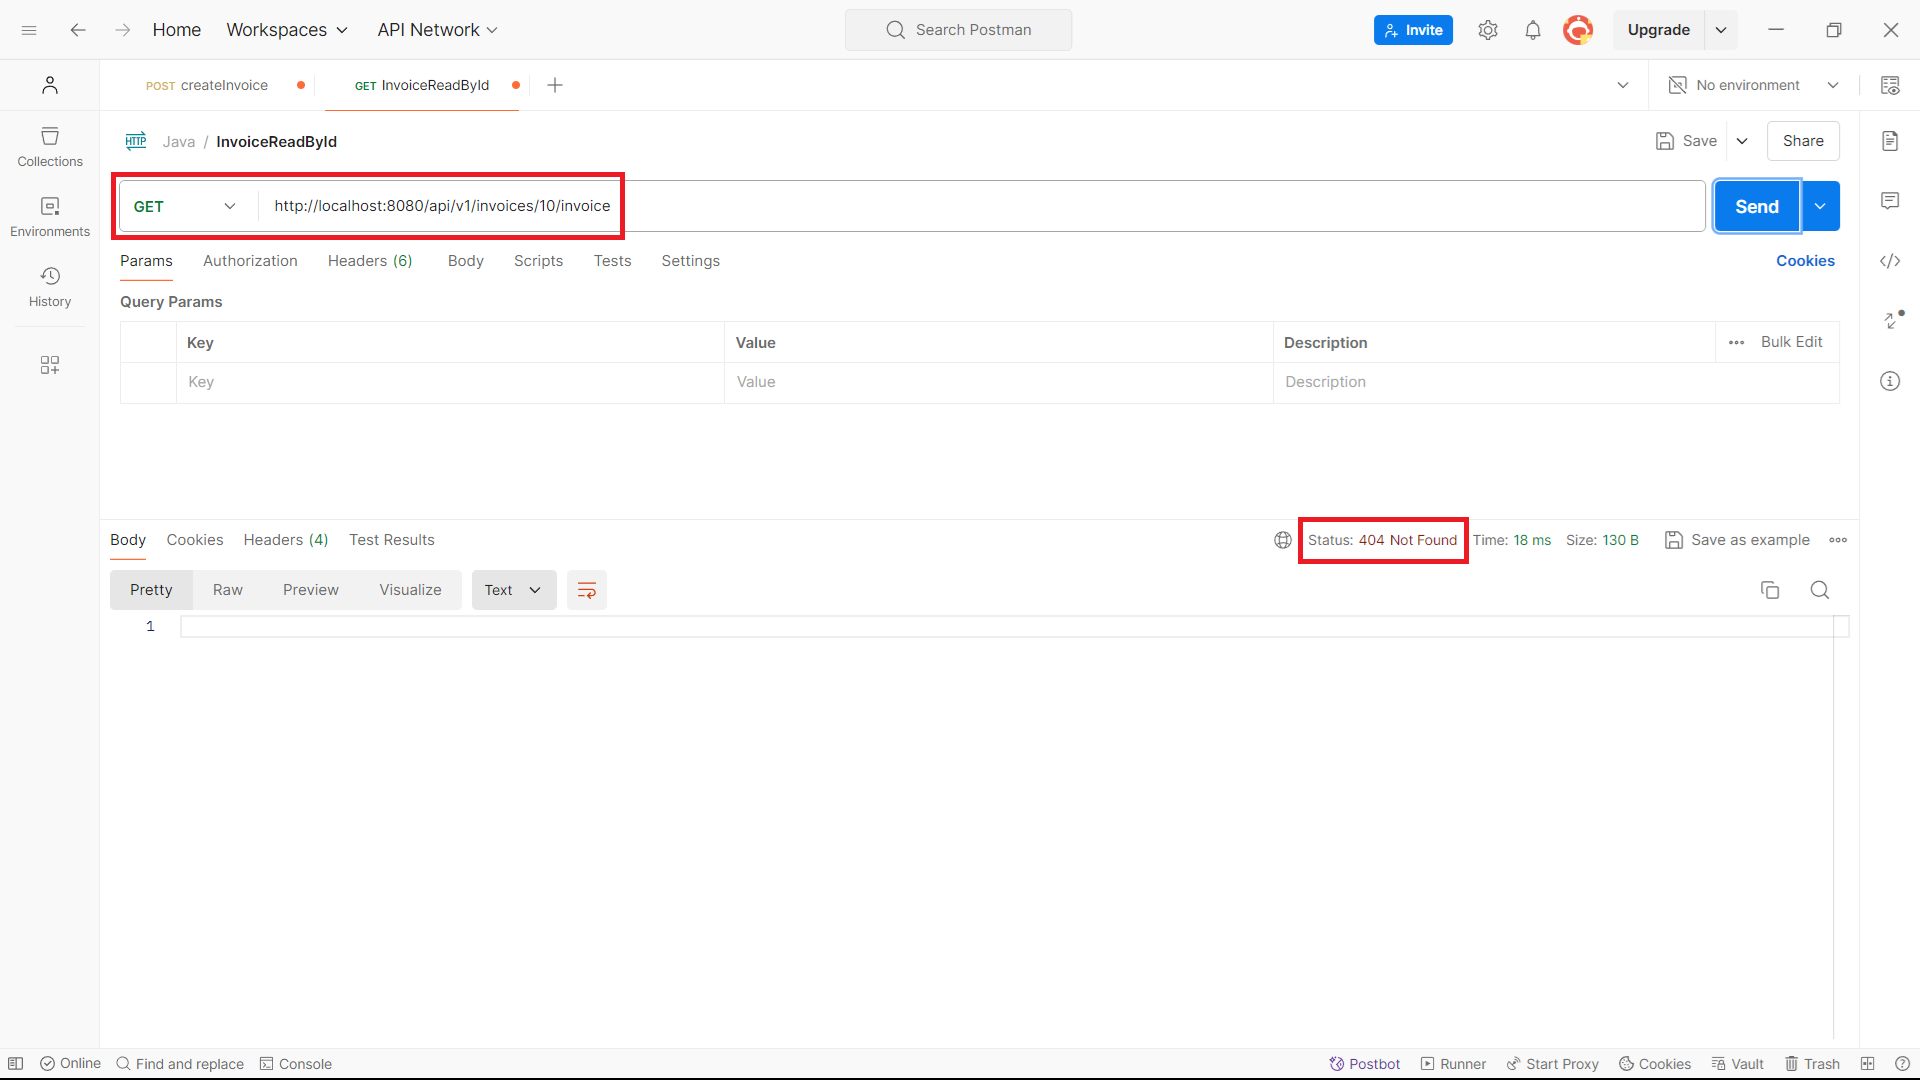 Home Workspaces API Network Search Postman Invite Upgrade
POST createInvoice GET InvoiceReadById No environment
HTTP Java / InvoiceReadById Save Share
Collections
GET http://localhost:8080/api/v1/invoices/10/invoice Send
Environments
Params Authorization Headers (6) Body Scripts Tests Settings Cookies
History
Query Params
Key Value Description Bulk Edit
Key Value Description
Body Cookies Headers (4) Test Results Status: 404 Not Found Time: 18 ms Size: 130 B Save as example
Pretty Raw Preview Visualize Text
1
Online Find and replace Console Postbot Runner Start Proxy Cookies Vault Trash